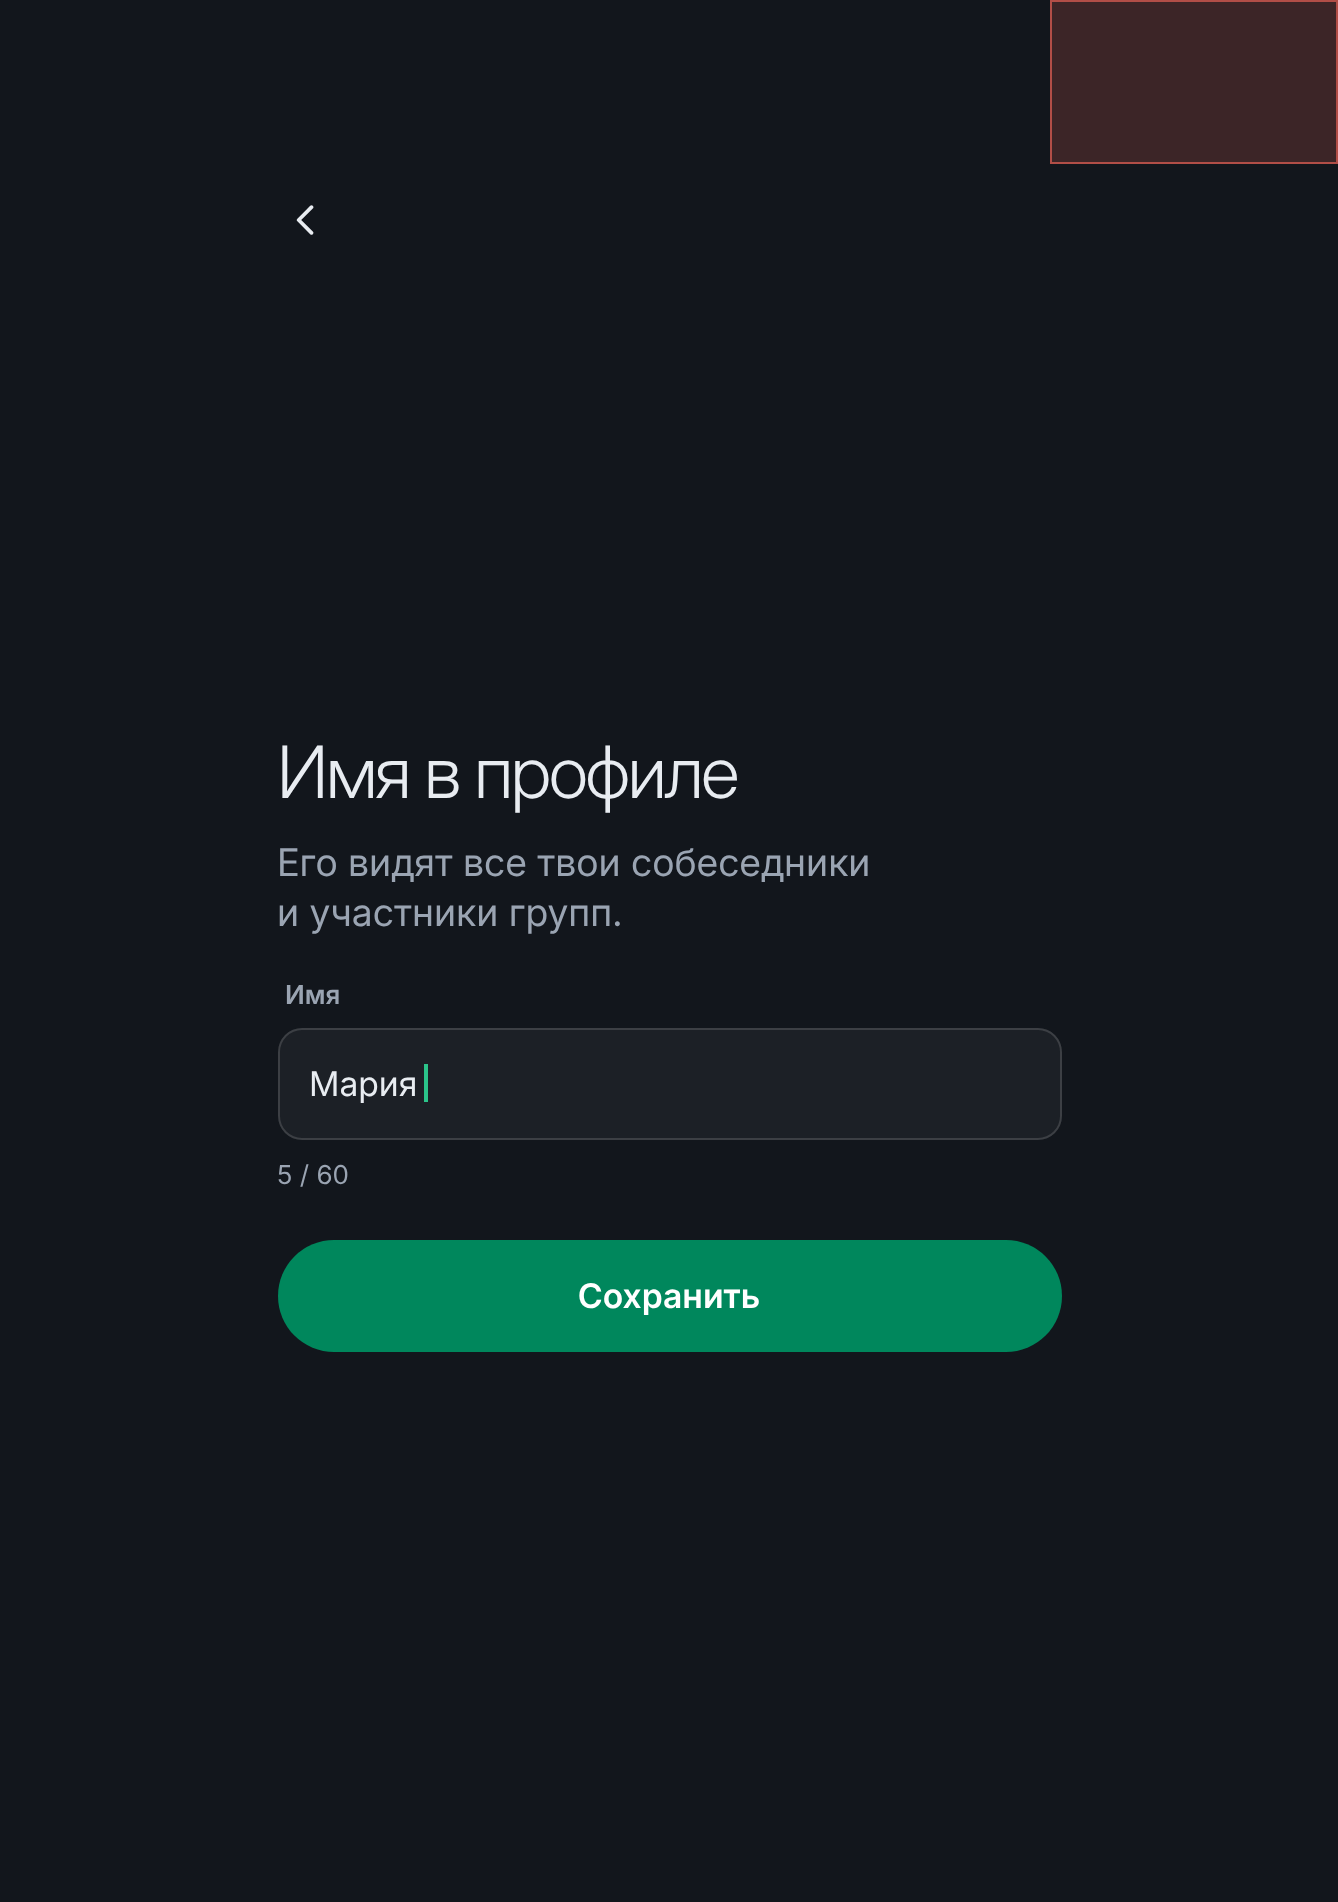 Имя в профиле
Его видят все твои собеседники
и участники групп.
Имя
Мария
5 / 60
Сохранить